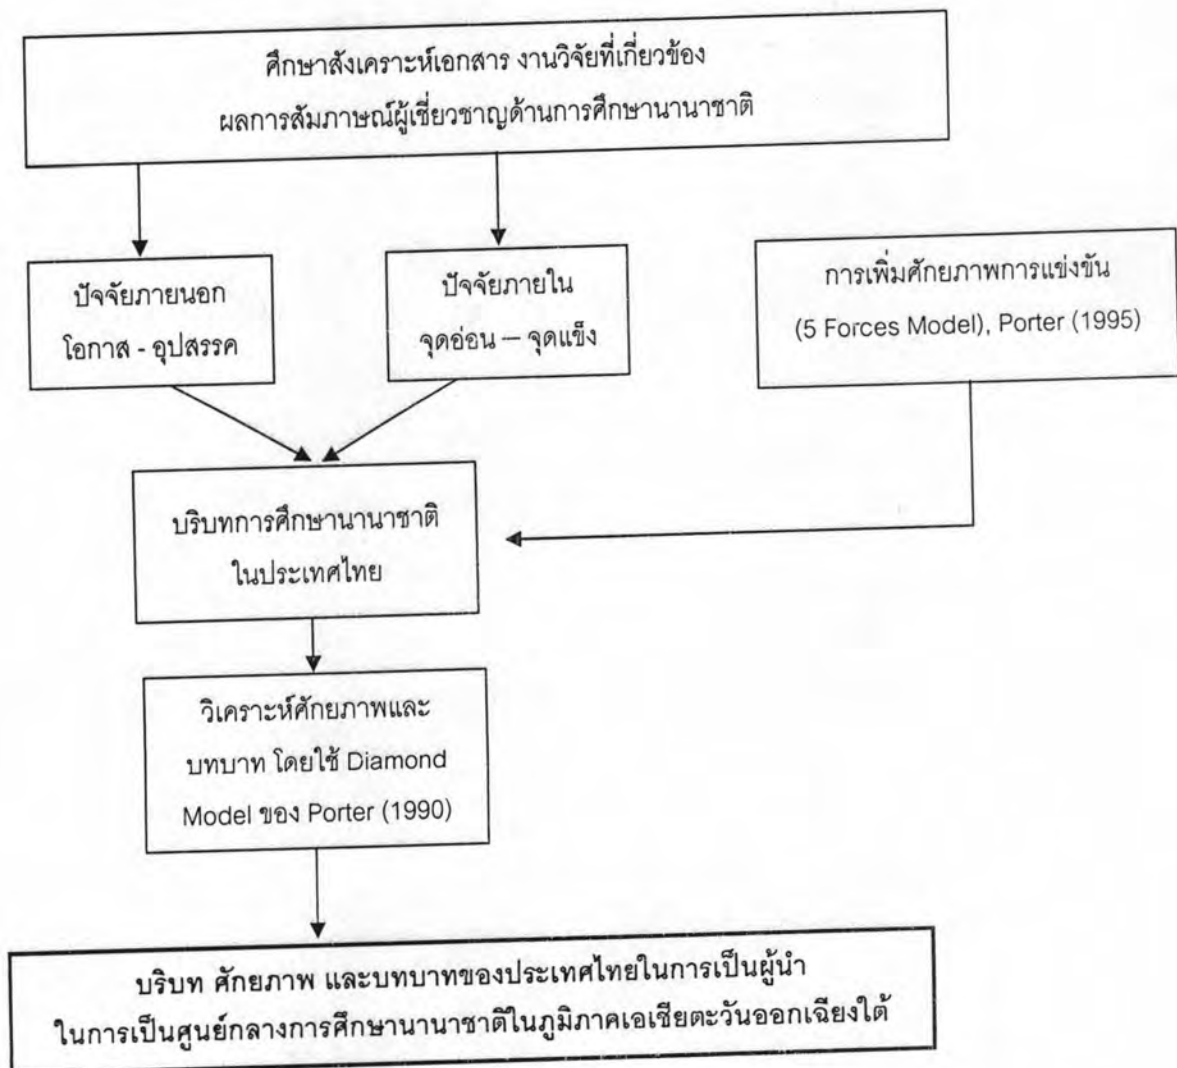 ศึกษาสังเคราะห์เอกสาร งานวิจัยที่เกี่ยวข้อง
ผลการสัมภาษณ์ผู้เชี่ยวชาญด้านการศึกษานานาชาติ
ปัจจัยภายนอก
โอกาส - อุปสรรค
ปัจจัยภายใน
จุดอ่อน – จุดแข็ง
การเพิ่มศักยภาพการแข่งขัน
(5 Forces Model), Porter (1995)
บริบทการศึกษานานาชาติ
ในประเทศไทย
วิเคราะห์ศักยภาพและ
บทบาท โดยใช้ Diamond
Model ของ Porter (1990)
บริบท ศักยภาพ และบทบาทของประเทศไทยในการเป็นผู้นำ
ในการเป็นศูนย์กลางการศึกษานานาชาติในภูมิภาคเอเชียตะวันออกเฉียงใต้